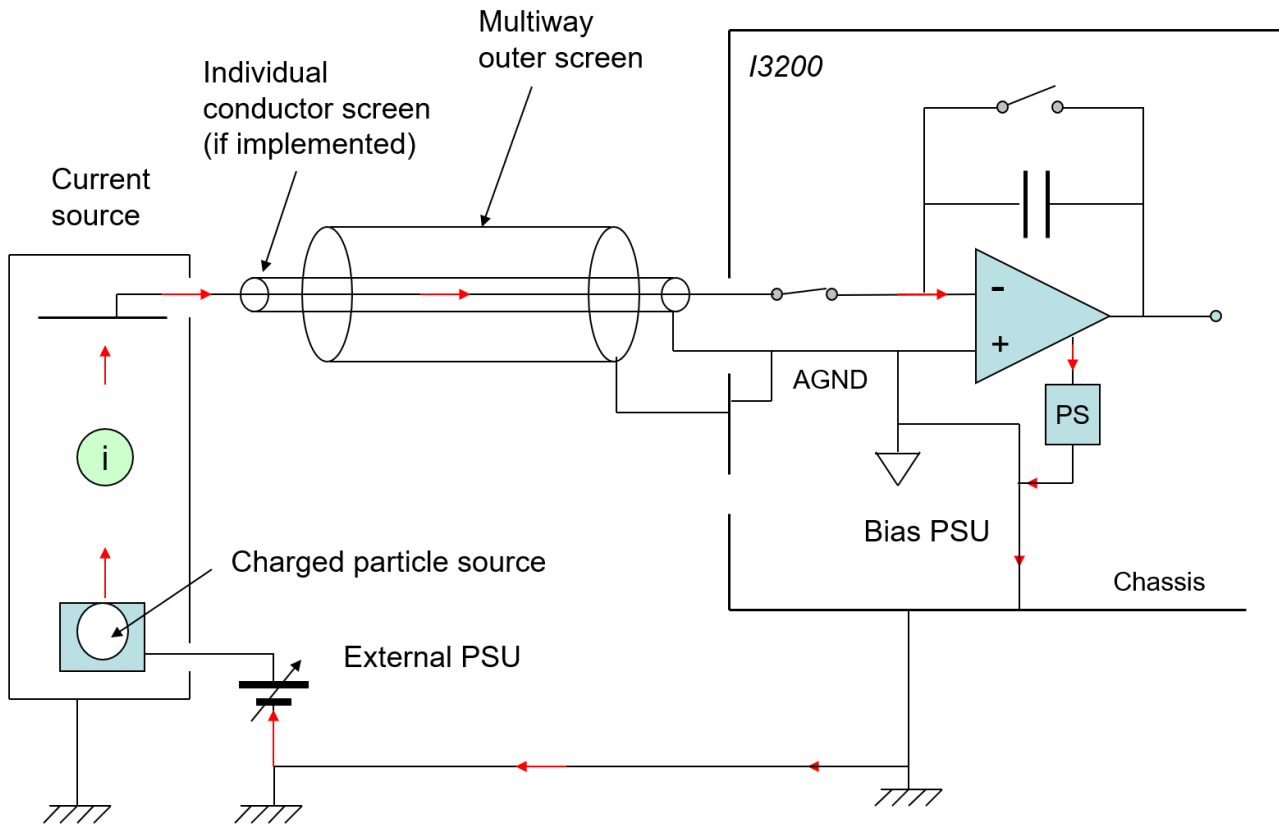 Multiway
outer screen
I3200
Individual
conductor screen
(if implemented)
Current
source
-
+
AGND
PS
i
Bias PSU
Charged particle source
Chassis
External PSU